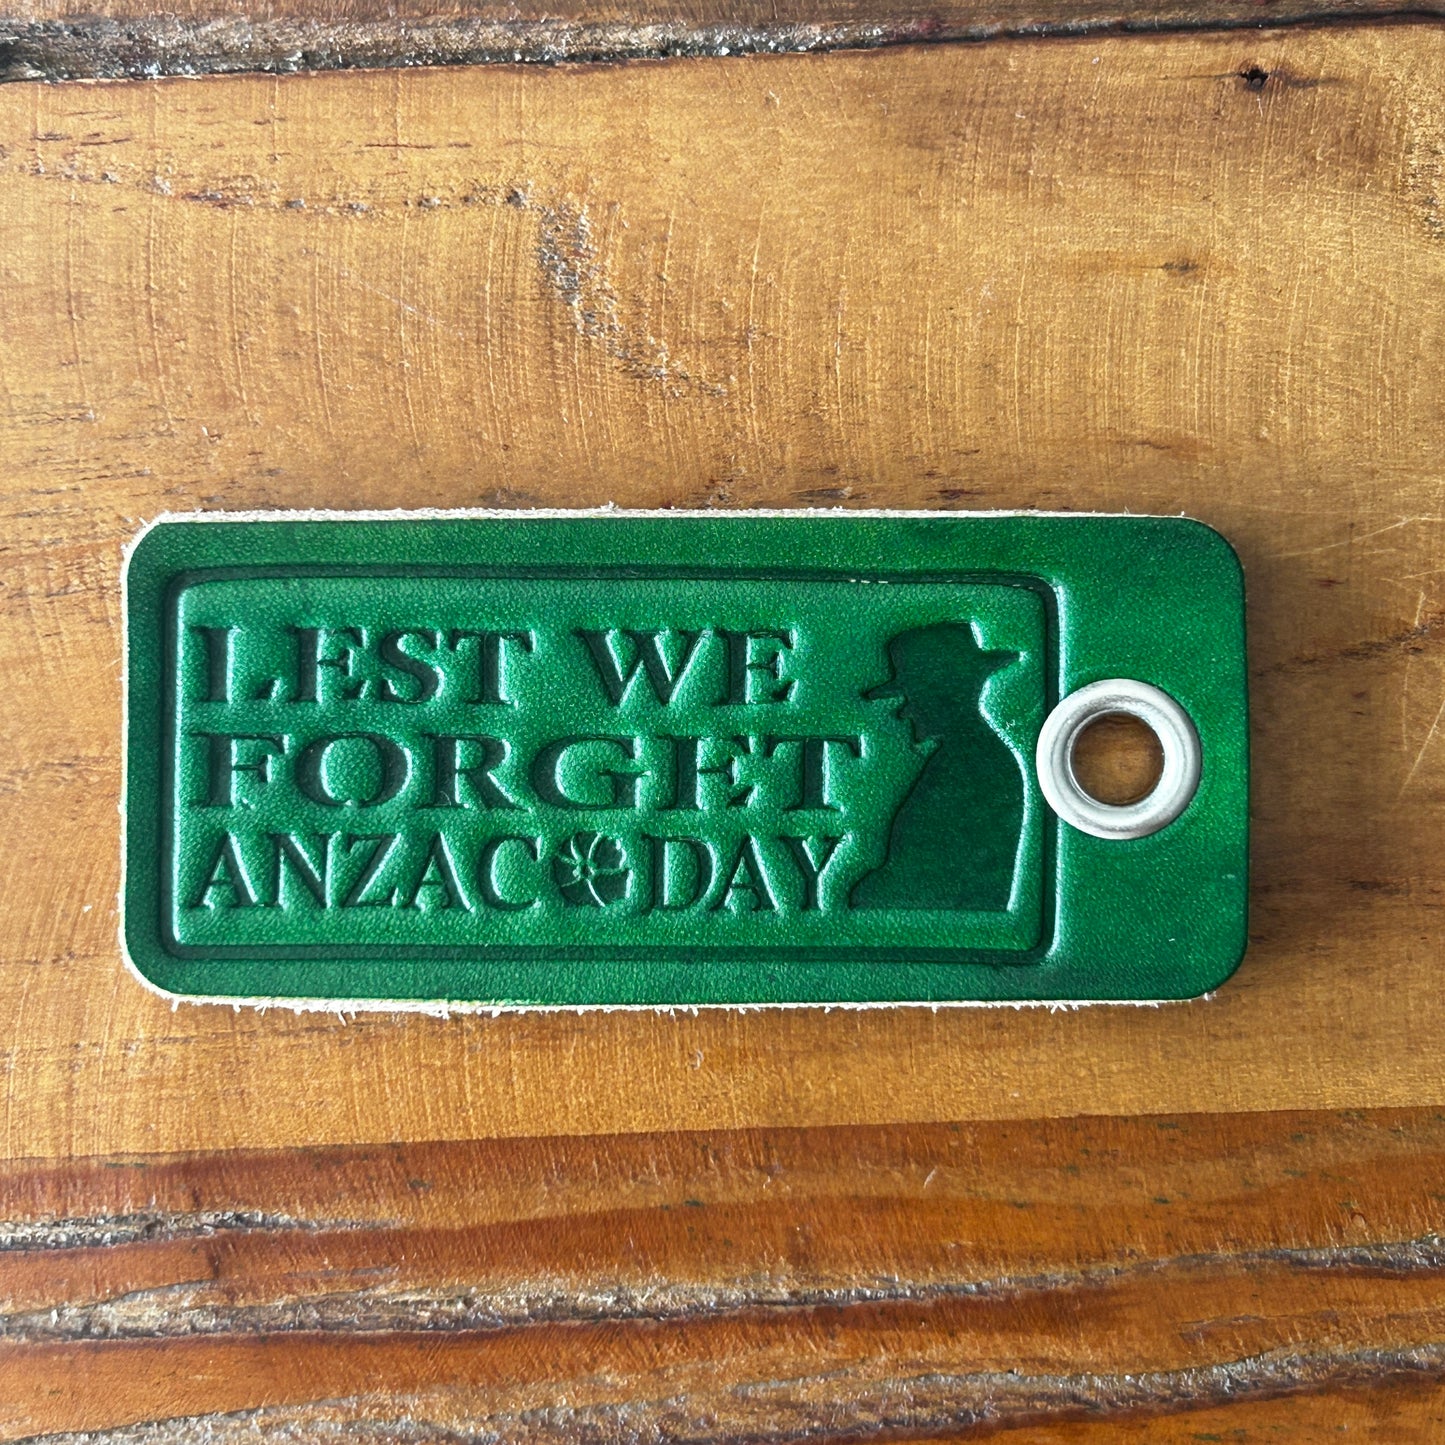 LEST WE
FORGET
ANZAC DAY